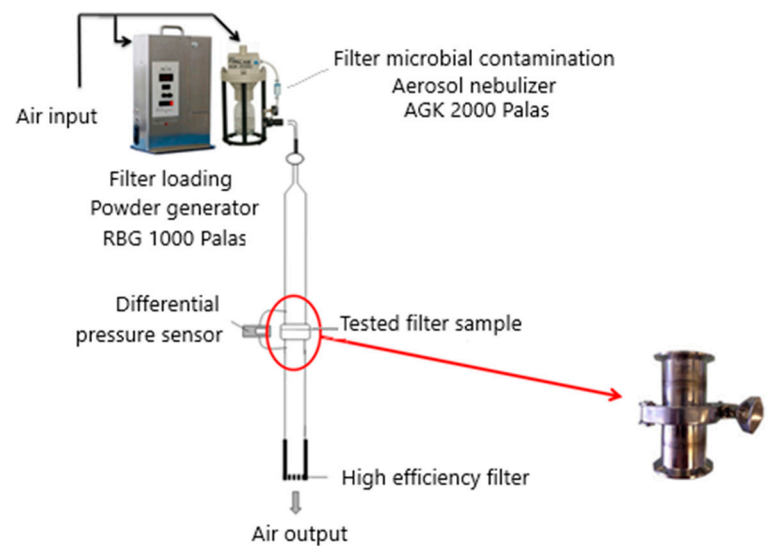 Filter microbial contamination
Aerosol nebulizer
AGK 2000 Palas
Air input
Filter loading
Powder generator
RBG 1000 Palas
Differential
pressure sensor
Tested filter sample
High efficiency filter
Air output